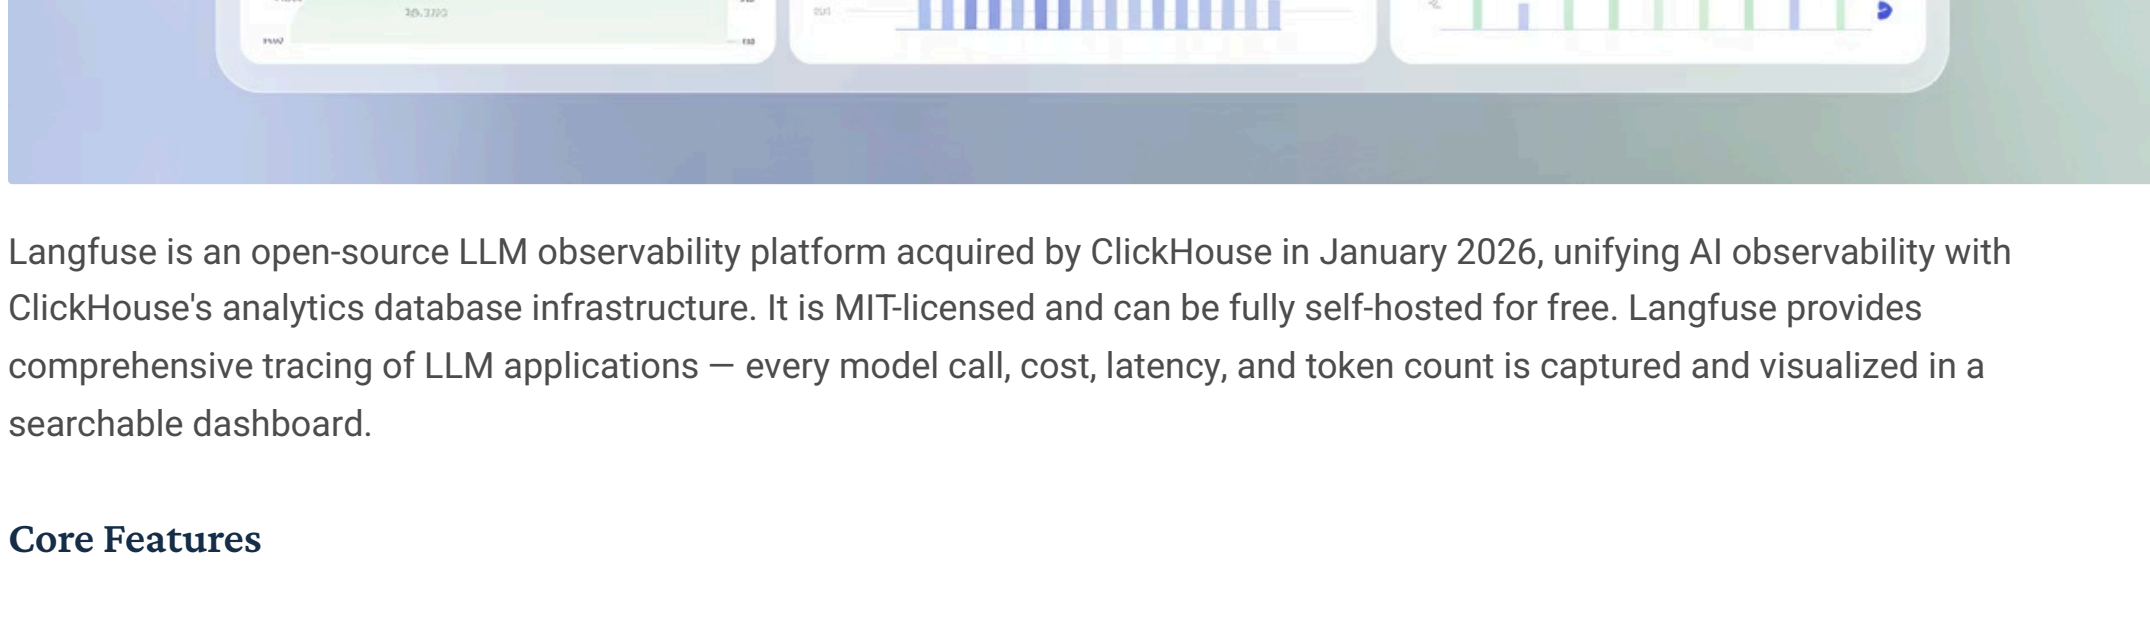 Langfuse is an open-source LLM observability platform acquired by ClickHouse in January 2026, unifying AI observability with
ClickHouse's analytics database infrastructure. It is MIT-licensed and can be fully self-hosted for free. Langfuse provides
comprehensive tracing of LLM applications — every model call, cost, latency, and token count is captured and visualized in a
searchable dashboard.
Core Features